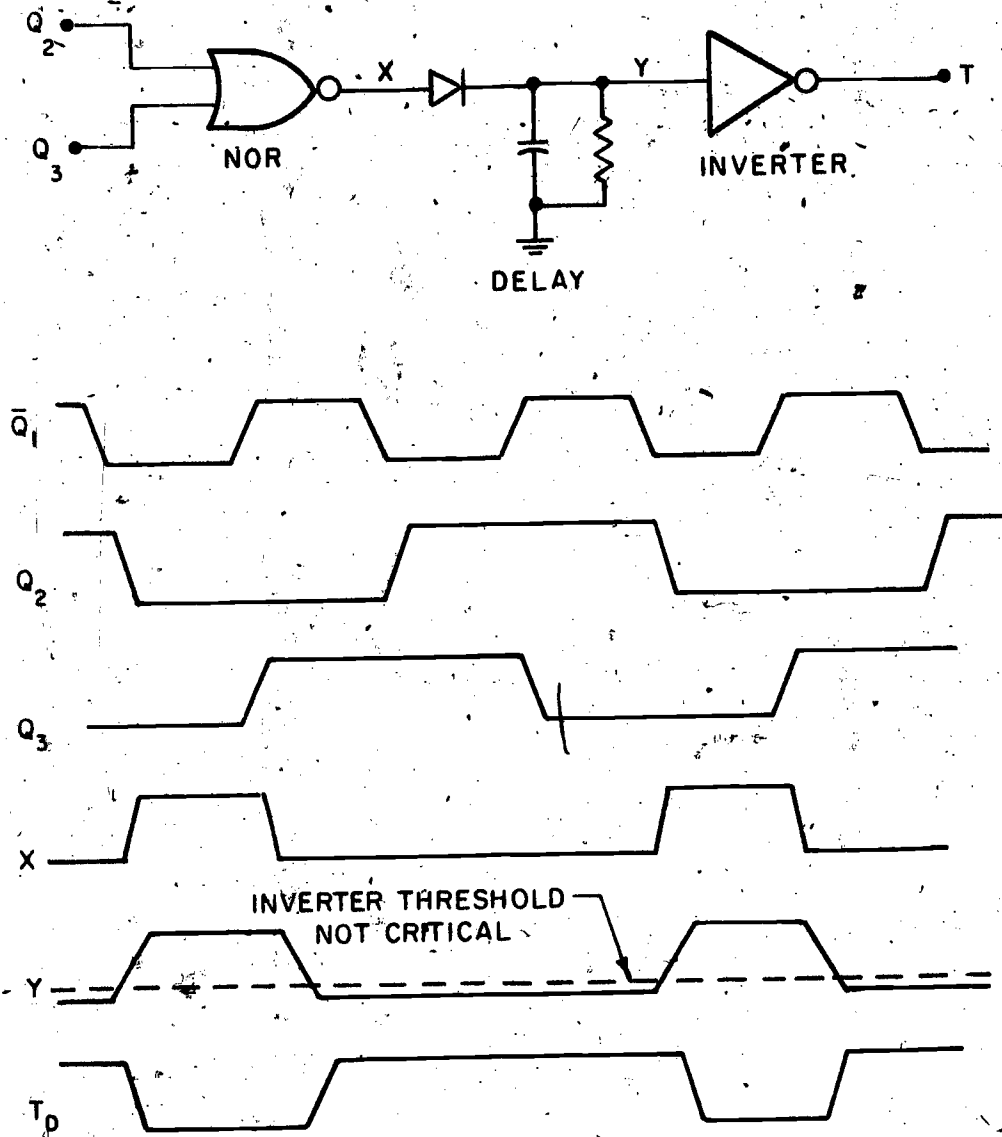 Q2
X
Y
T
Q3
NOR
INVERTER
DELAY
Q̄1
Q2
Q3
X
INVERTER THRESHOLD
NOT CRITICAL
Y
TD